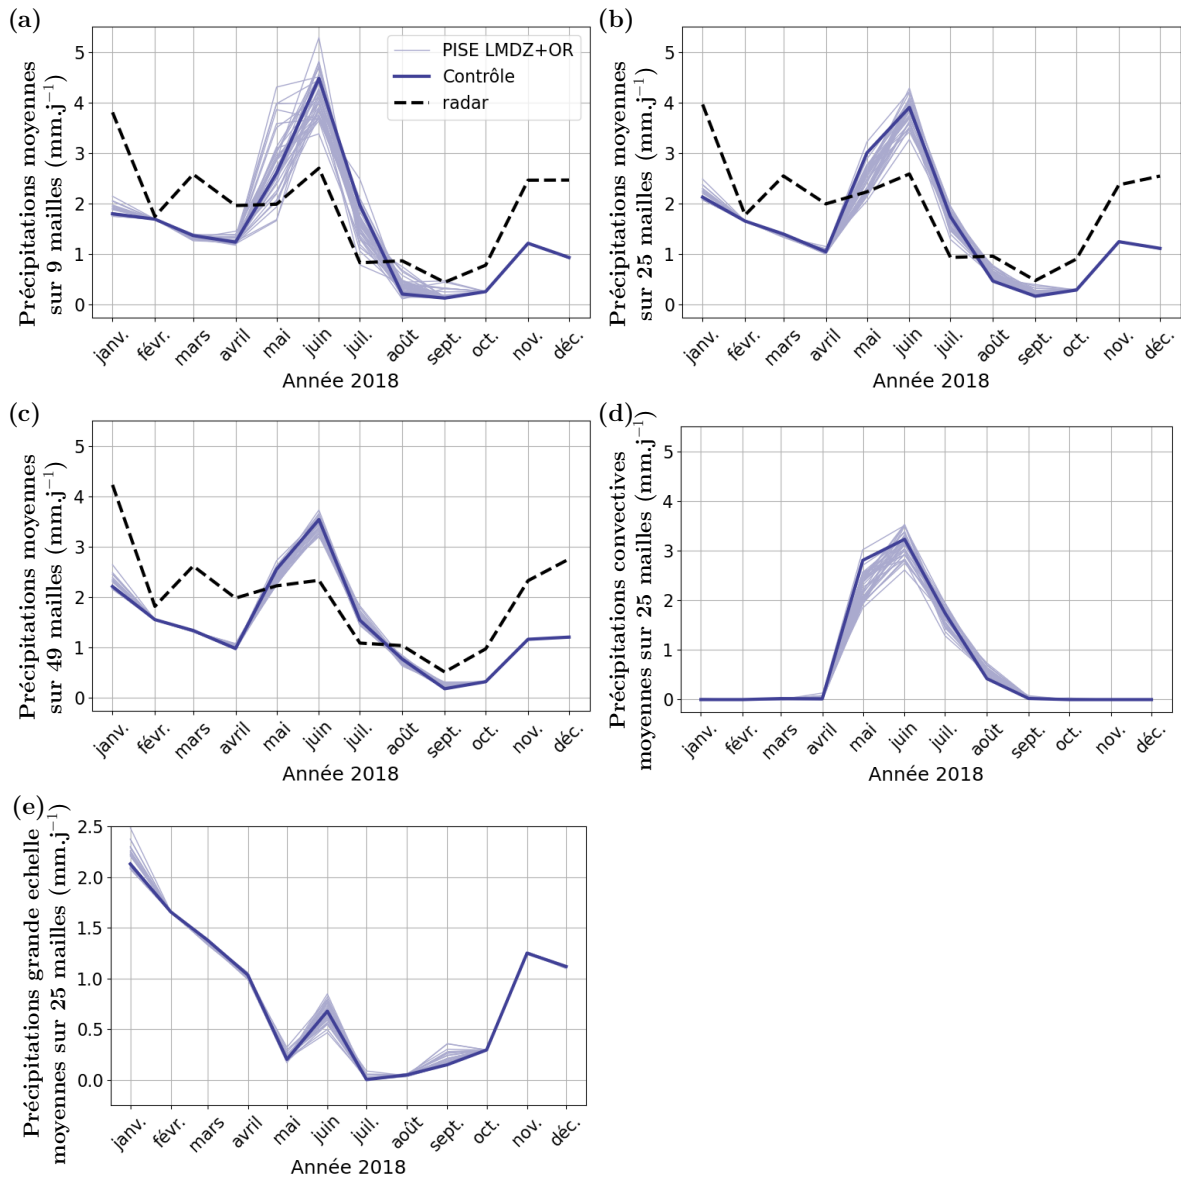 (a)
Précipitations moyennes
sur 9 mailles (mm.j⁻¹)
5
4
3
2
1
0
PISE LMDZ+OR
Contrôle
radar
janv. févr. mars avril mai juin juil. août sept. oct. nov. déc.
Année 2018
(b)
Précipitations moyennes
sur 25 mailles (mm.j⁻¹)
5
4
3
2
1
0
janv. févr. mars avril mai juin juil. août sept. oct. nov. déc.
Année 2018
(c)
Précipitations moyennes
sur 49 mailles (mm.j⁻¹)
5
4
3
2
1
0
janv. févr. mars avril mai juin juil. août sept. oct. nov. déc.
Année 2018
(d)
Précipitations convectives
moyennes sur 25 mailles (mm.j⁻¹)
5
4
3
2
1
0
janv. févr. mars avril mai juin juil. août sept. oct. nov. déc.
Année 2018
(e)
Précipitations grande echelle
moyennes sur 25 mailles (mm.j⁻¹)
2.5
2.0
1.5
1.0
0.5
0.0
janv. févr. mars avril mai juin juil. août sept. oct. nov. déc.
Année 2018